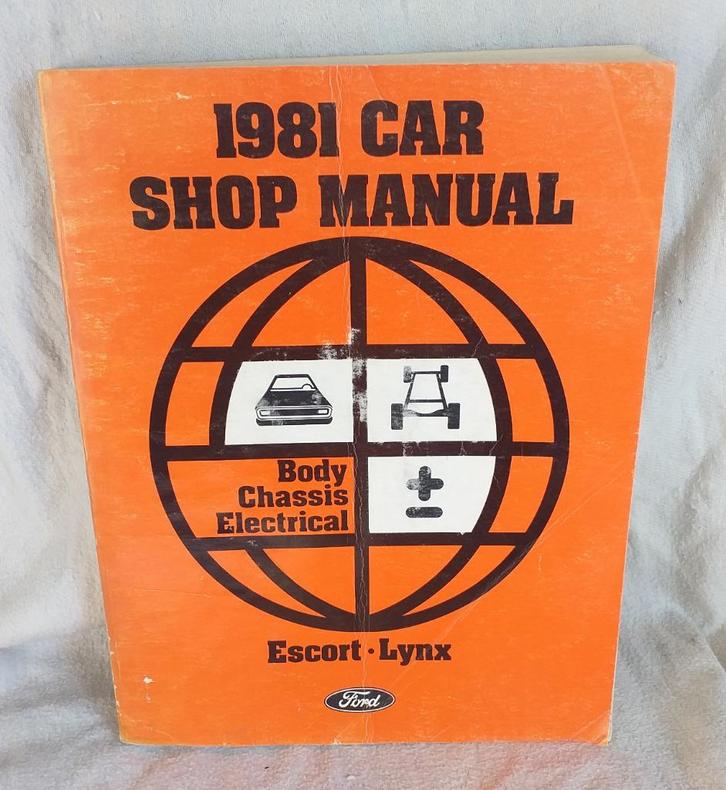 1981 CAR
SHOP MANUAL
Body
Chassis
Electrical
±
Escort · Lynx
Ford